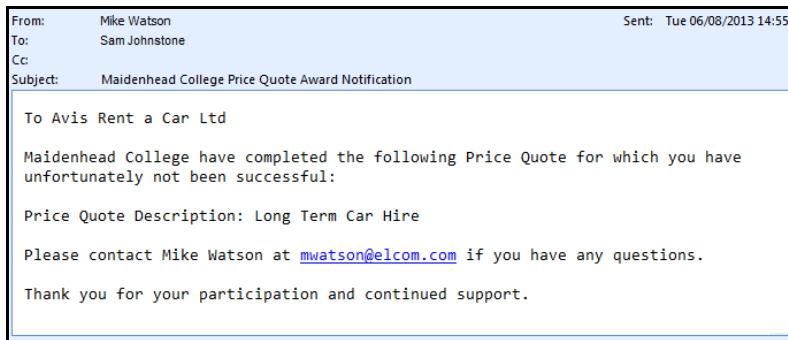 From: Mike Watson Sent: Tue 06/08/2013 14:55
To: Sam Johnstone
Cc:
Subject: Maidenhead College Price Quote Award Notification
To Avis Rent a Car Ltd
Maidenhead College have completed the following Price Quote for which you have
unfortunately not been successful:
Price Quote Description: Long Term Car Hire
Please contact Mike Watson at mwatson@elcom.com if you have any questions.
Thank you for your participation and continued support.